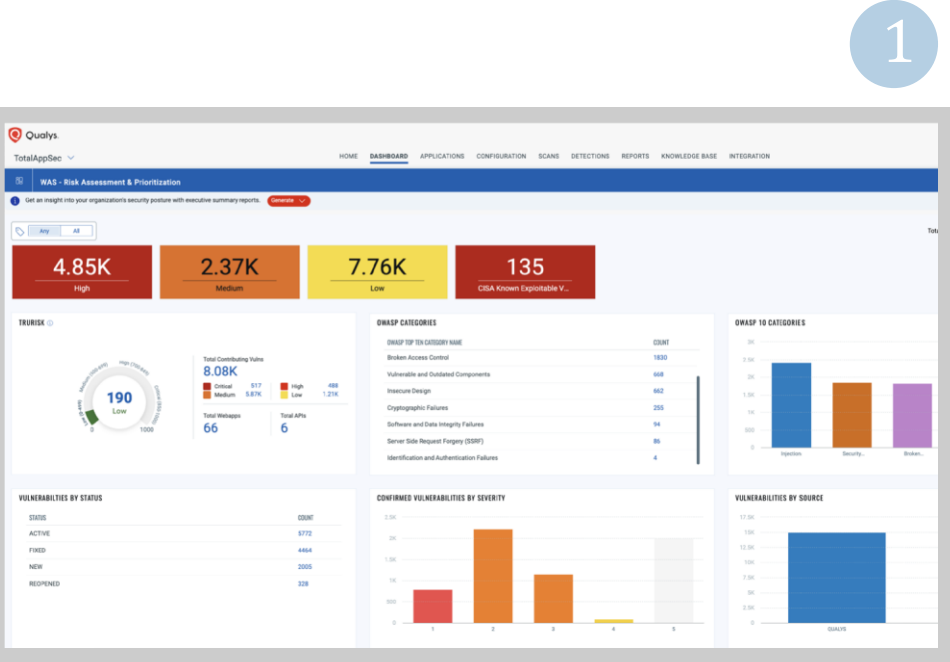 1
Qualys.
TotalAppSec
HOME DASHBOARD APPLICATIONS CONFIGURATION SCANS DETECTIONS REPORTS KNOWLEDGE BASE INTEGRATION
WAS - Risk Assessment & Prioritization
Get an insight into your organization's security posture with executive summary reports. Generate
Any All
4.85K
High
2.37K
Medium
7.76K
Low
135
CISA Known Exploitable V...
TRURISK
190
Low
0
1000
Total Contributing Vulns
8.08K
Critical 517 High 488
Medium 5.87K Low 1.21K
Total Webapps Total APIs
66 6
OWASP CATEGORIES
OWASP TOP TEN CATEGORY NAME COUNT
Broken Access Control 1830
Vulnerable and Outdated Components 668
Insecure Design 662
Cryptographic Failures 255
Software and Data Integrity Failures 94
Server Side Request Forgery (SSRF) 86
Identification and Authentication Failures 4
OWASP 10 CATEGORIES
3K
2.5K
2K
1.5K
1K
500
0
Injection Security... Broken...
VULNERABILTIES BY STATUS
STATUS COUNT
ACTIVE 5772
FIXED 4464
NEW 2005
REOPENED 328
CONFIRMED VULNERABILITIES BY SEVERITY
2.5K
2K
1.5K
1K
500
0
1 2 3 4 5
VULNERABILITIES BY SOURCE
17.5K
15K
12.5K
10K
7.5K
5K
2.5K
0
QUALYS